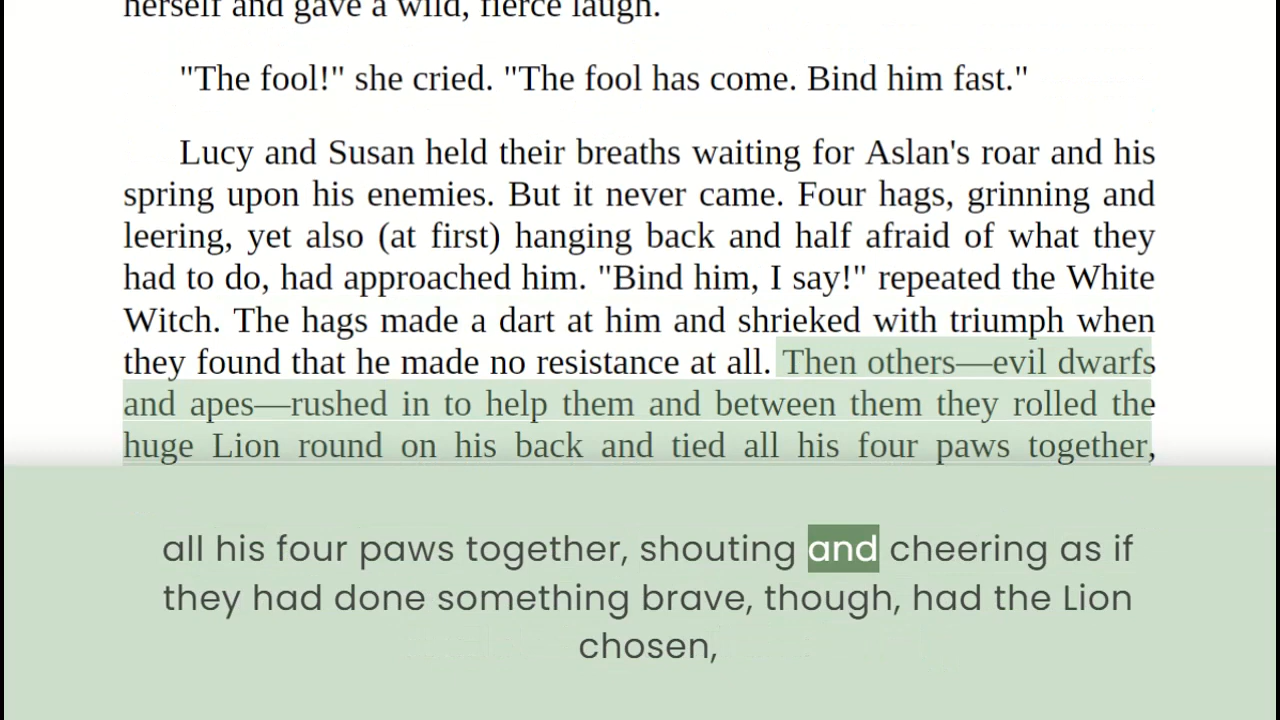 herself and gave a wild, fierce laugh.
"The fool!" she cried. "The fool has come. Bind him fast."
Lucy and Susan held their breaths waiting for Aslan's roar and his
spring upon his enemies. But it never came. Four hags, grinning and
leering, yet also (at first) hanging back and half afraid of what they
had to do, had approached him. "Bind him, I say!" repeated the White
Witch. The hags made a dart at him and shrieked with triumph when
they found that he made no resistance at all. Then others—evil dwarfs
and apes—rushed in to help them and between them they rolled the
huge Lion round on his back and tied all his four paws together,
all his four paws together, shouting and cheering as if
they had done something brave, though, had the Lion
chosen,